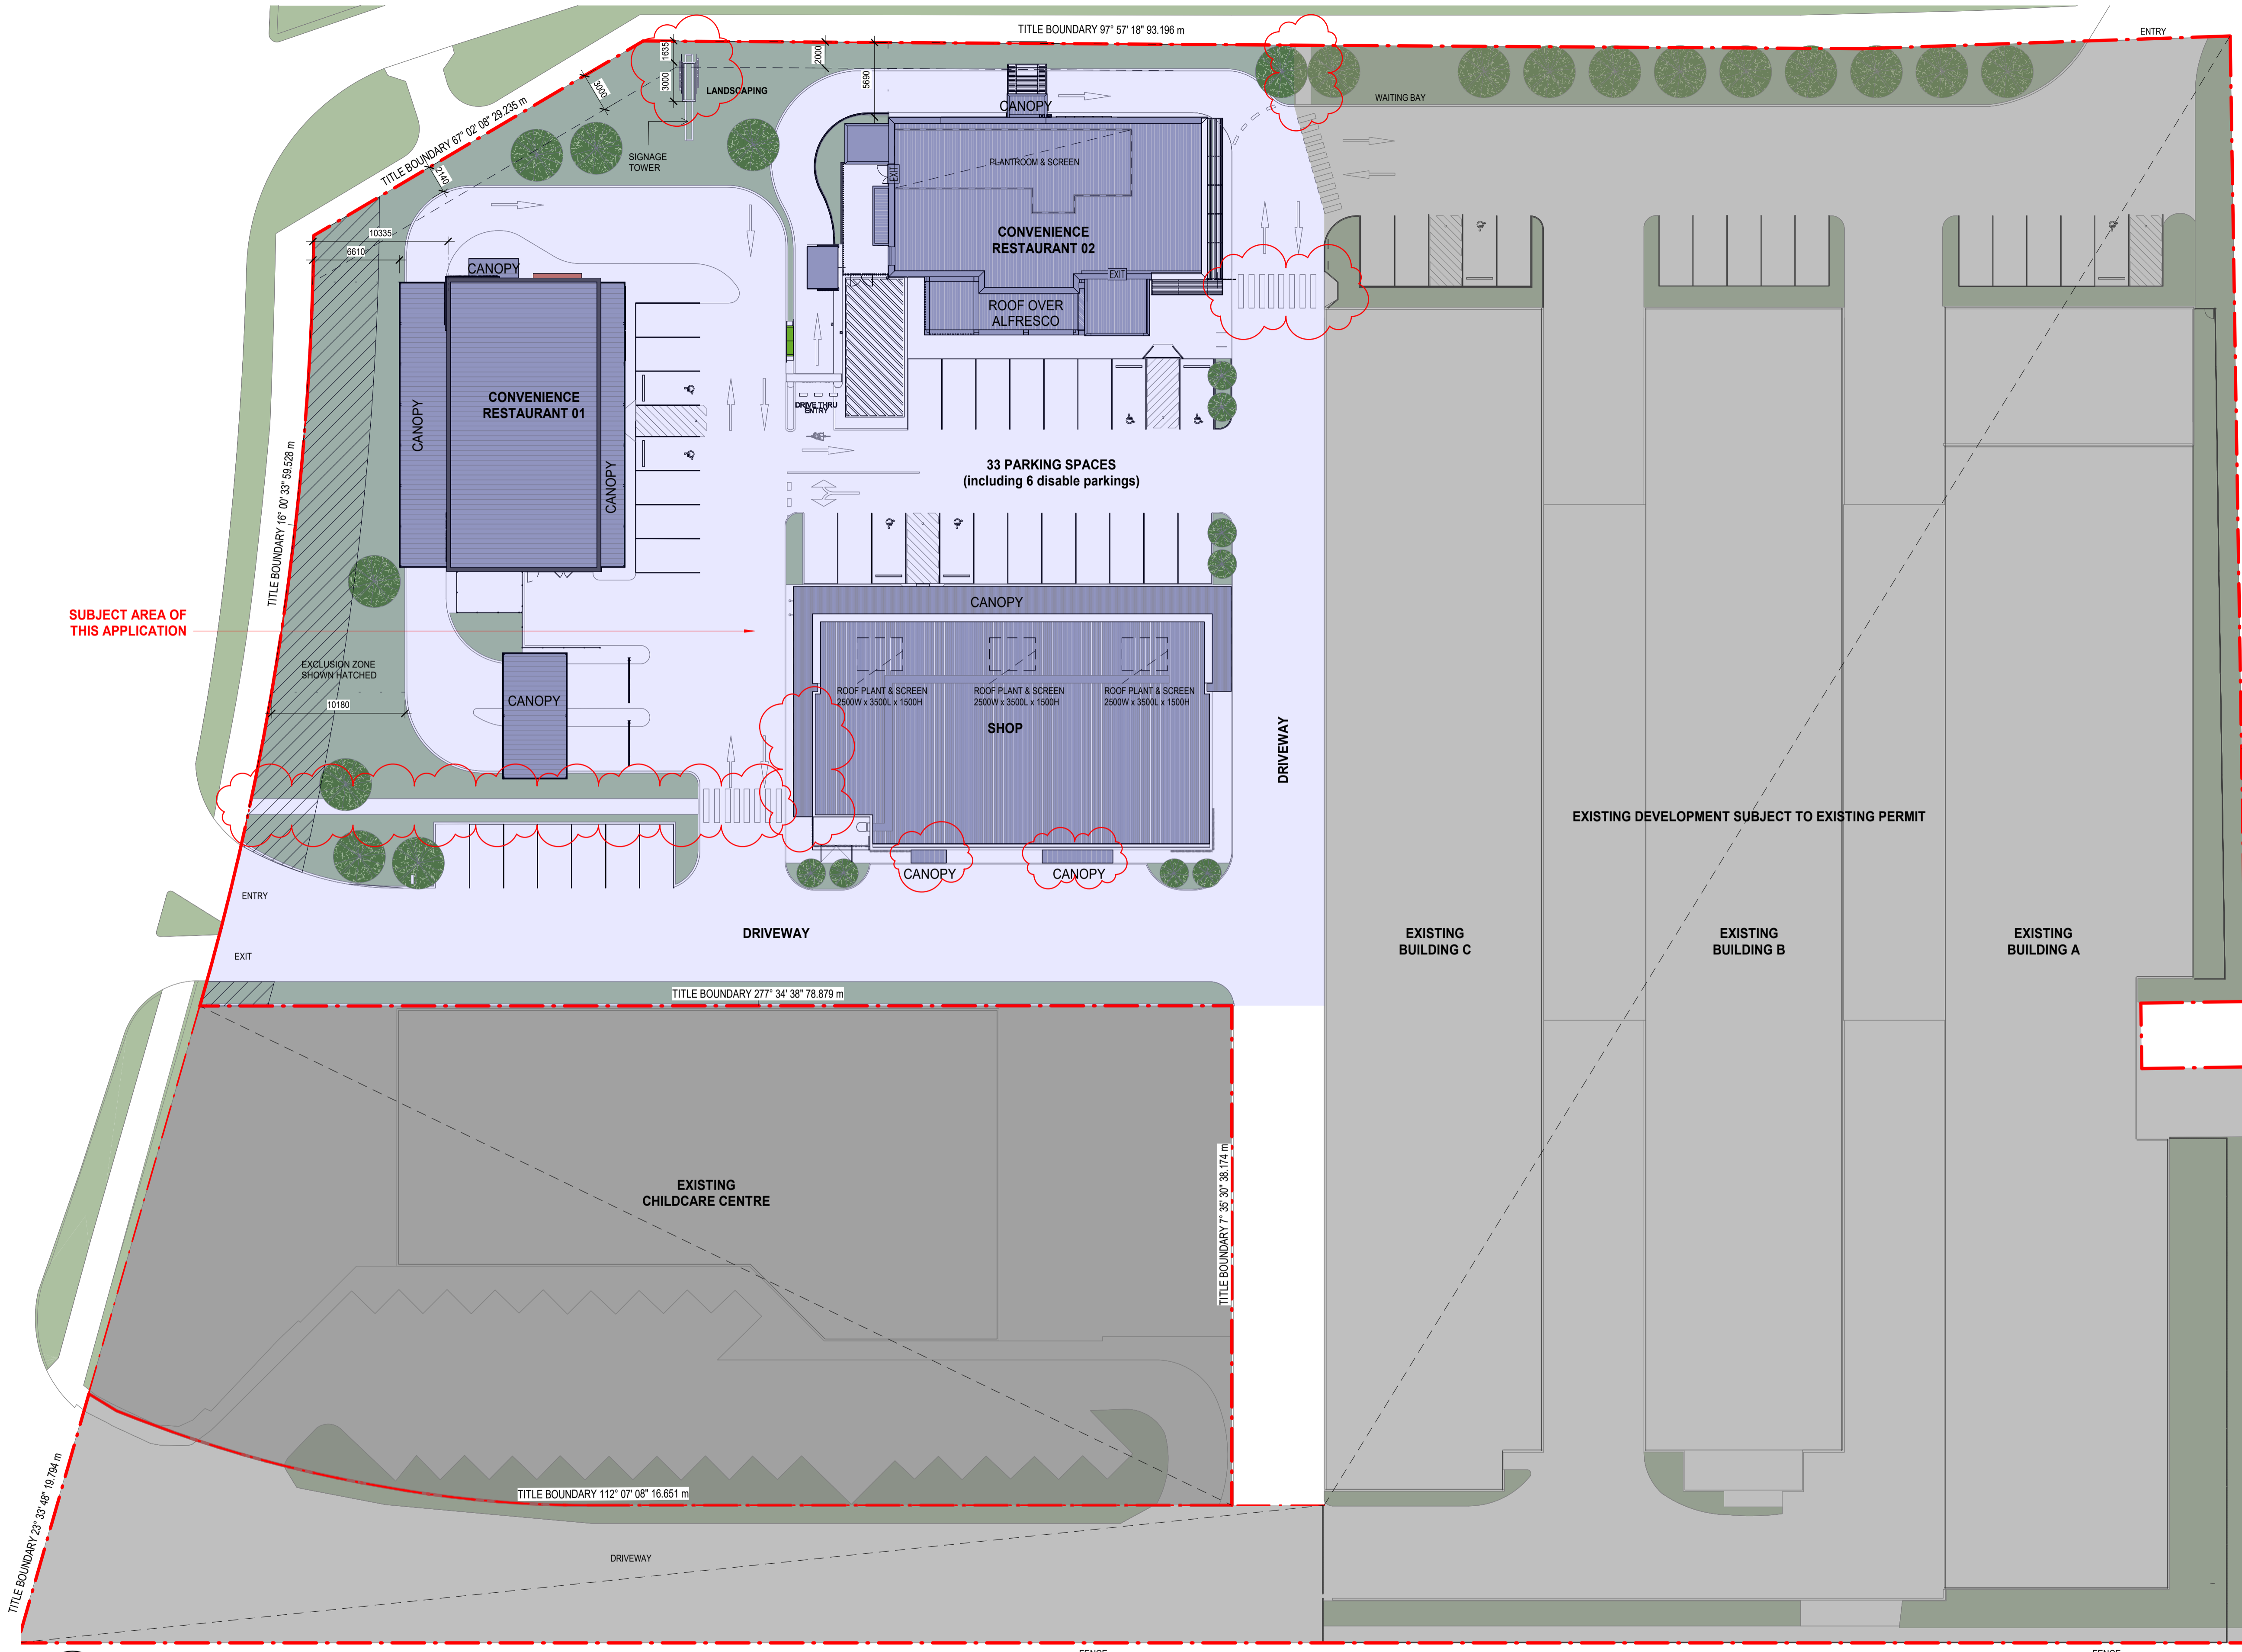 TITLE BOUNDARY 97° 57' 18" 93.196 m
ENTRY
1635
2000
3000
3000
5690
LANDSCAPING
CANOPY
WAITING BAY
TITLE BOUNDARY 67° 02' 08" 29.235 m
2140
SIGNAGE
TOWER
EXIT
PLANTROOM & SCREEN
10335
6610
CONVENIENCE
RESTAURANT 02
CANOPY
EXIT
ROOF OVER
ALFRESCO
CONVENIENCE
RESTAURANT 01
CANOPY
CANOPY
DRIVE THRU
ENTRY
33 PARKING SPACES
(including 6 disable parkings)
TITLE BOUNDARY 16° 00' 33" 59.528 m
SUBJECT AREA OF
THIS APPLICATION
CANOPY
EXCLUSION ZONE
SHOWN HATCHED
10180
CANOPY
ROOF PLANT & SCREEN
2500W x 3500L x 1500H
ROOF PLANT & SCREEN
2500W x 3500L x 1500H
ROOF PLANT & SCREEN
2500W x 3500L x 1500H
SHOP
DRIVEWAY
EXISTING DEVELOPMENT SUBJECT TO EXISTING PERMIT
CANOPY
CANOPY
ENTRY
DRIVEWAY
EXIT
EXISTING
BUILDING C
EXISTING
BUILDING B
EXISTING
BUILDING A
TITLE BOUNDARY 277° 34' 38" 78.879 m
EXISTING
CHILDCARE CENTRE
TITLE BOUNDARY 7° 35' 30" 38.174 m
TITLE BOUNDARY 112° 07' 08" 16.651 m
TITLE BOUNDARY 23° 33' 48" 19.794 m
DRIVEWAY
FENCE
FENCE